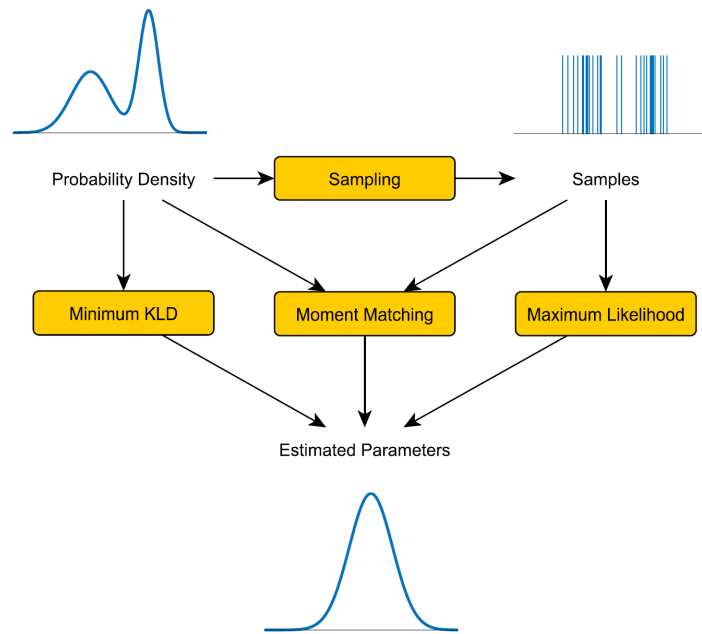 Probability Density
Sampling
Samples
Minimum KLD
Moment Matching
Maximum Likelihood
Estimated Parameters